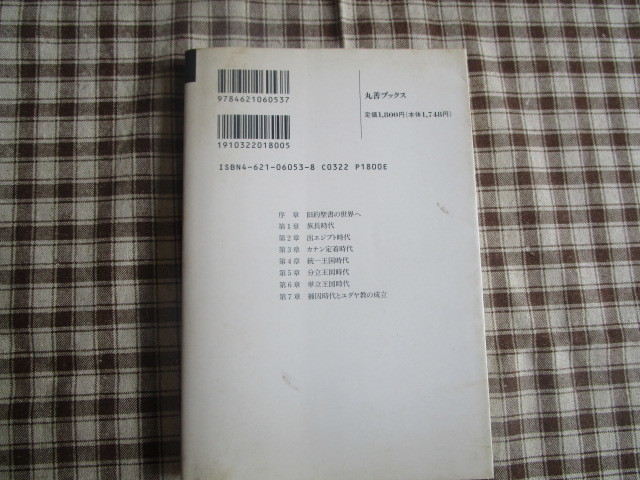 9784621060537
1910322018005
ISBN4-621-06053-8 C0322 P1800E
丸善ブックス
定価1,800円(本体1,748円)
序 章 旧約聖書の世界へ
第1章 族長時代
第2章 出エジプト時代
第3章 カナン定着時代
第4章 統一王国時代
第5章 分立王国時代
第6章 単立王国時代
第7章 捕囚時代とユダヤ教の成立